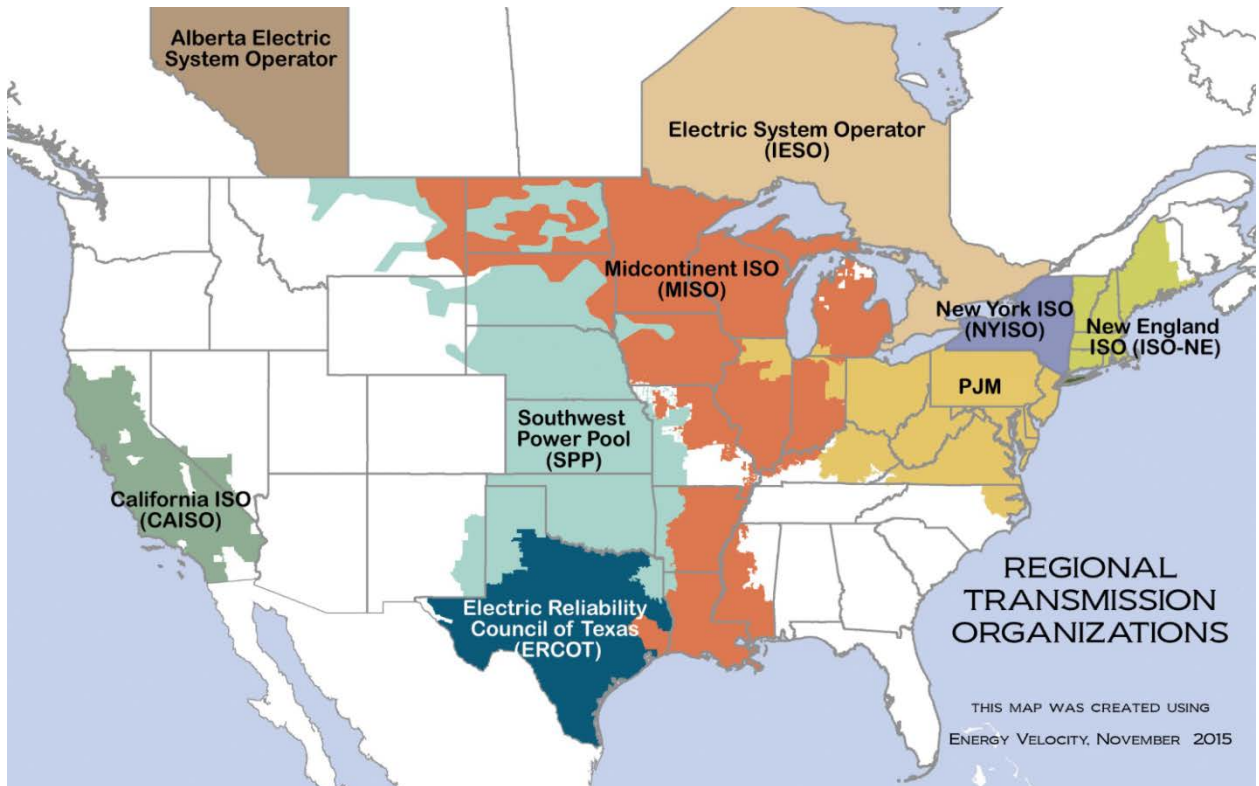 Alberta Electric
System Operator
Electric System Operator
(IESO)
Midcontinent ISO
(MISO)
New York ISO
(NYISO)
New England
ISO (ISO-NE)
PJM
Southwest
Power Pool
(SPP)
California ISO
(CAISO)
Electric Reliability
Council of Texas
(ERCOT)
REGIONAL
TRANSMISSION
ORGANIZATIONS
THIS MAP WAS CREATED USING
ENERGY VELOCITY, NOVEMBER 2015